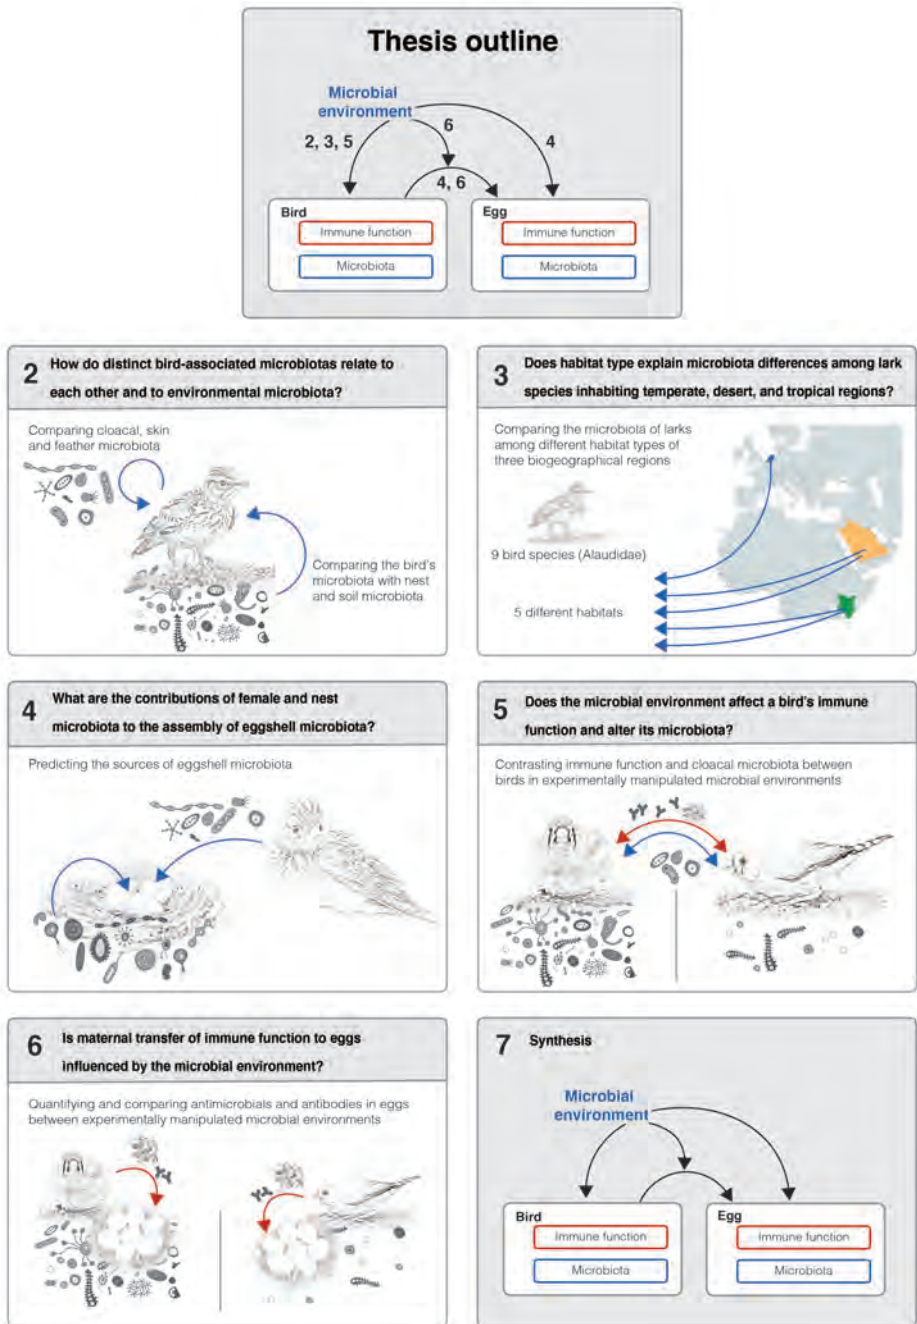 Thesis outline
Microbial
environment
2, 3, 5
6
4
4, 6
Bird
Immune function
Microbiota
Egg
Immune function
Microbiota
2
How do distinct bird-associated microbiotas relate to
each other and to environmental microbiota?
Comparing cloacal, skin
and feather microbiota
Comparing the bird's
microbiota with nest
and soil microbiota
3
Does habitat type explain microbiota differences among lark
species inhabiting temperate, desert, and tropical regions?
Comparing the microbiota of larks
among different habitat types of
three biogeographical regions
9 bird species (Alaudidae)
5 different habitats
4
What are the contributions of female and nest
microbiota to the assembly of eggshell microbiota?
Predicting the sources of eggshell microbiota
5
Does the microbial environment affect a bird's immune
function and alter its microbiota?
Contrasting immune function and cloacal microbiota between
birds in experimentally manipulated microbial environments
6
Is maternal transfer of immune function to eggs
influenced by the microbial environment?
Quantifying and comparing antimicrobials and antibodies in eggs
between experimentally manipulated microbial environments
7
Synthesis
Microbial
environment
Bird
Immune function
Microbiota
Egg
Immune function
Microbiota